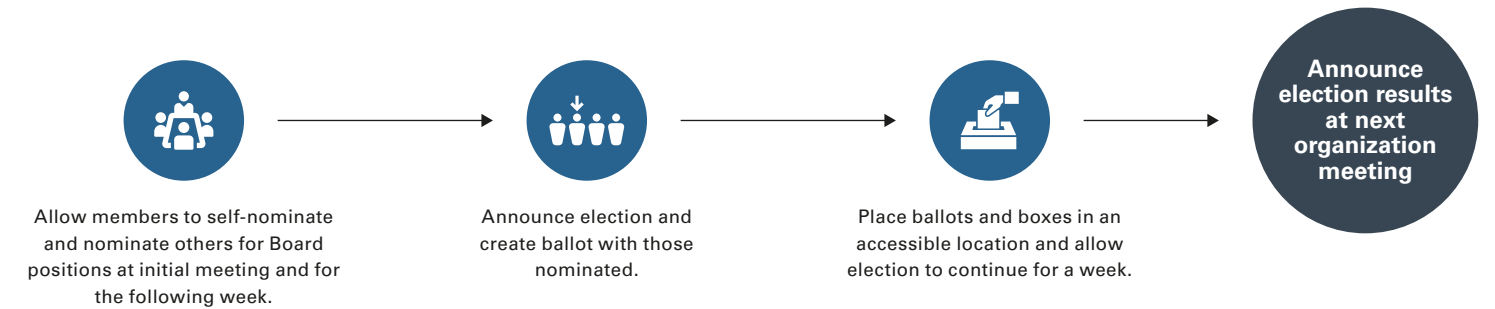 Allow members to self-nominate
and nominate others for Board
positions at initial meeting and for
the following week.
Announce election and
create ballot with those
nominated.
Place ballots and boxes in an
accessible location and allow
election to continue for a week.
Announce
election results
at next
organization
meeting